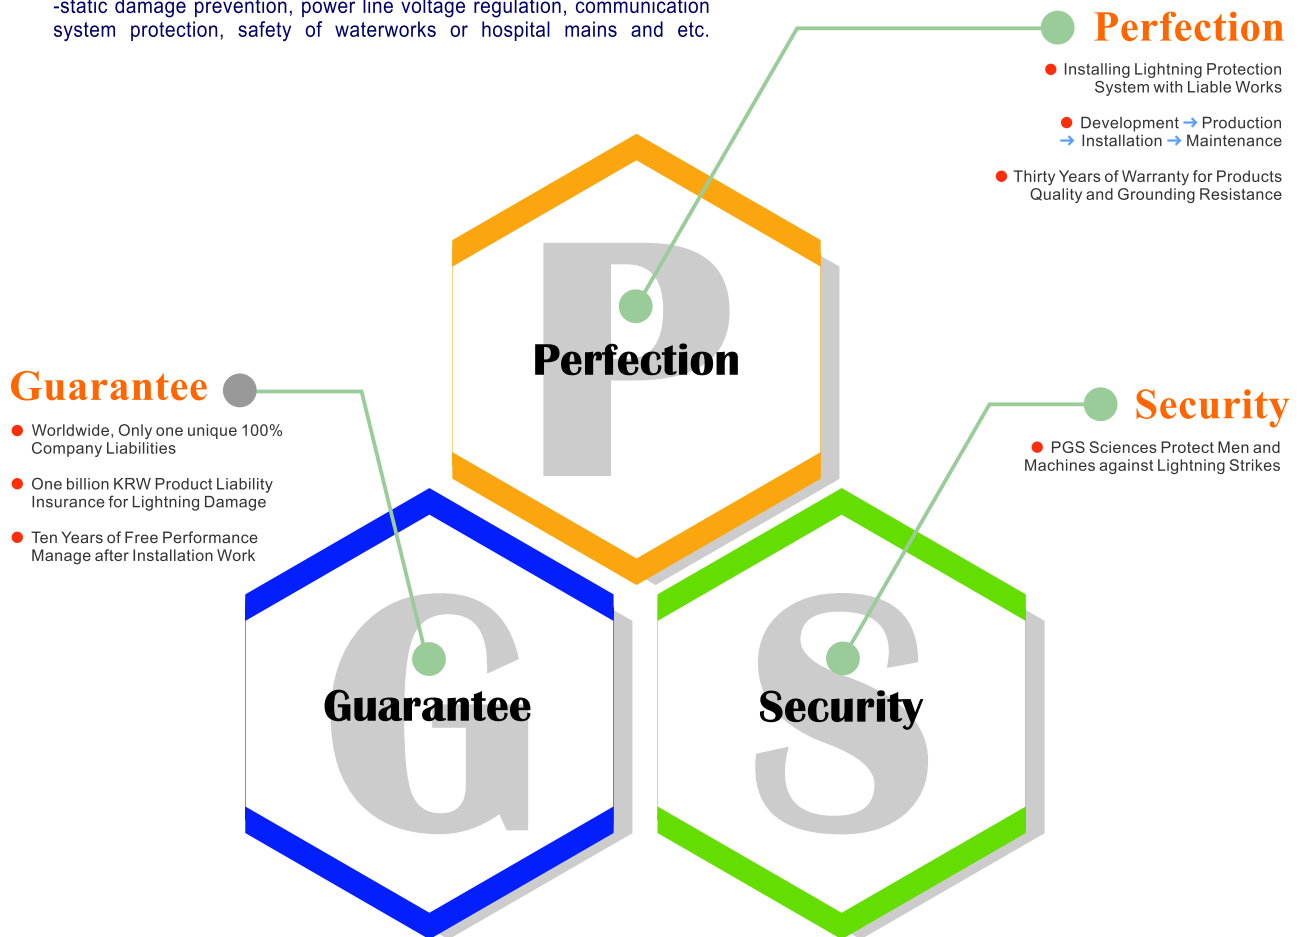 -static damage prevention, power line voltage regulation, communication
system protection, safety of waterworks or hospital mains and etc.
Perfection
Installing Lightning Protection
System with Liable Works
Development ➔ Production
➔ Installation ➔ Maintenance
Thirty Years of Warranty for Products
Quality and Grounding Resistance
P
Perfection
Guarantee
Worldwide, Only one unique 100%
Company Liabilities
One billion KRW Product Liability
Insurance for Lightning Damage
Ten Years of Free Performance
Manage after Installation Work
Security
PGS Sciences Protect Men and
Machines against Lightning Strikes
G
Guarantee
S
Security